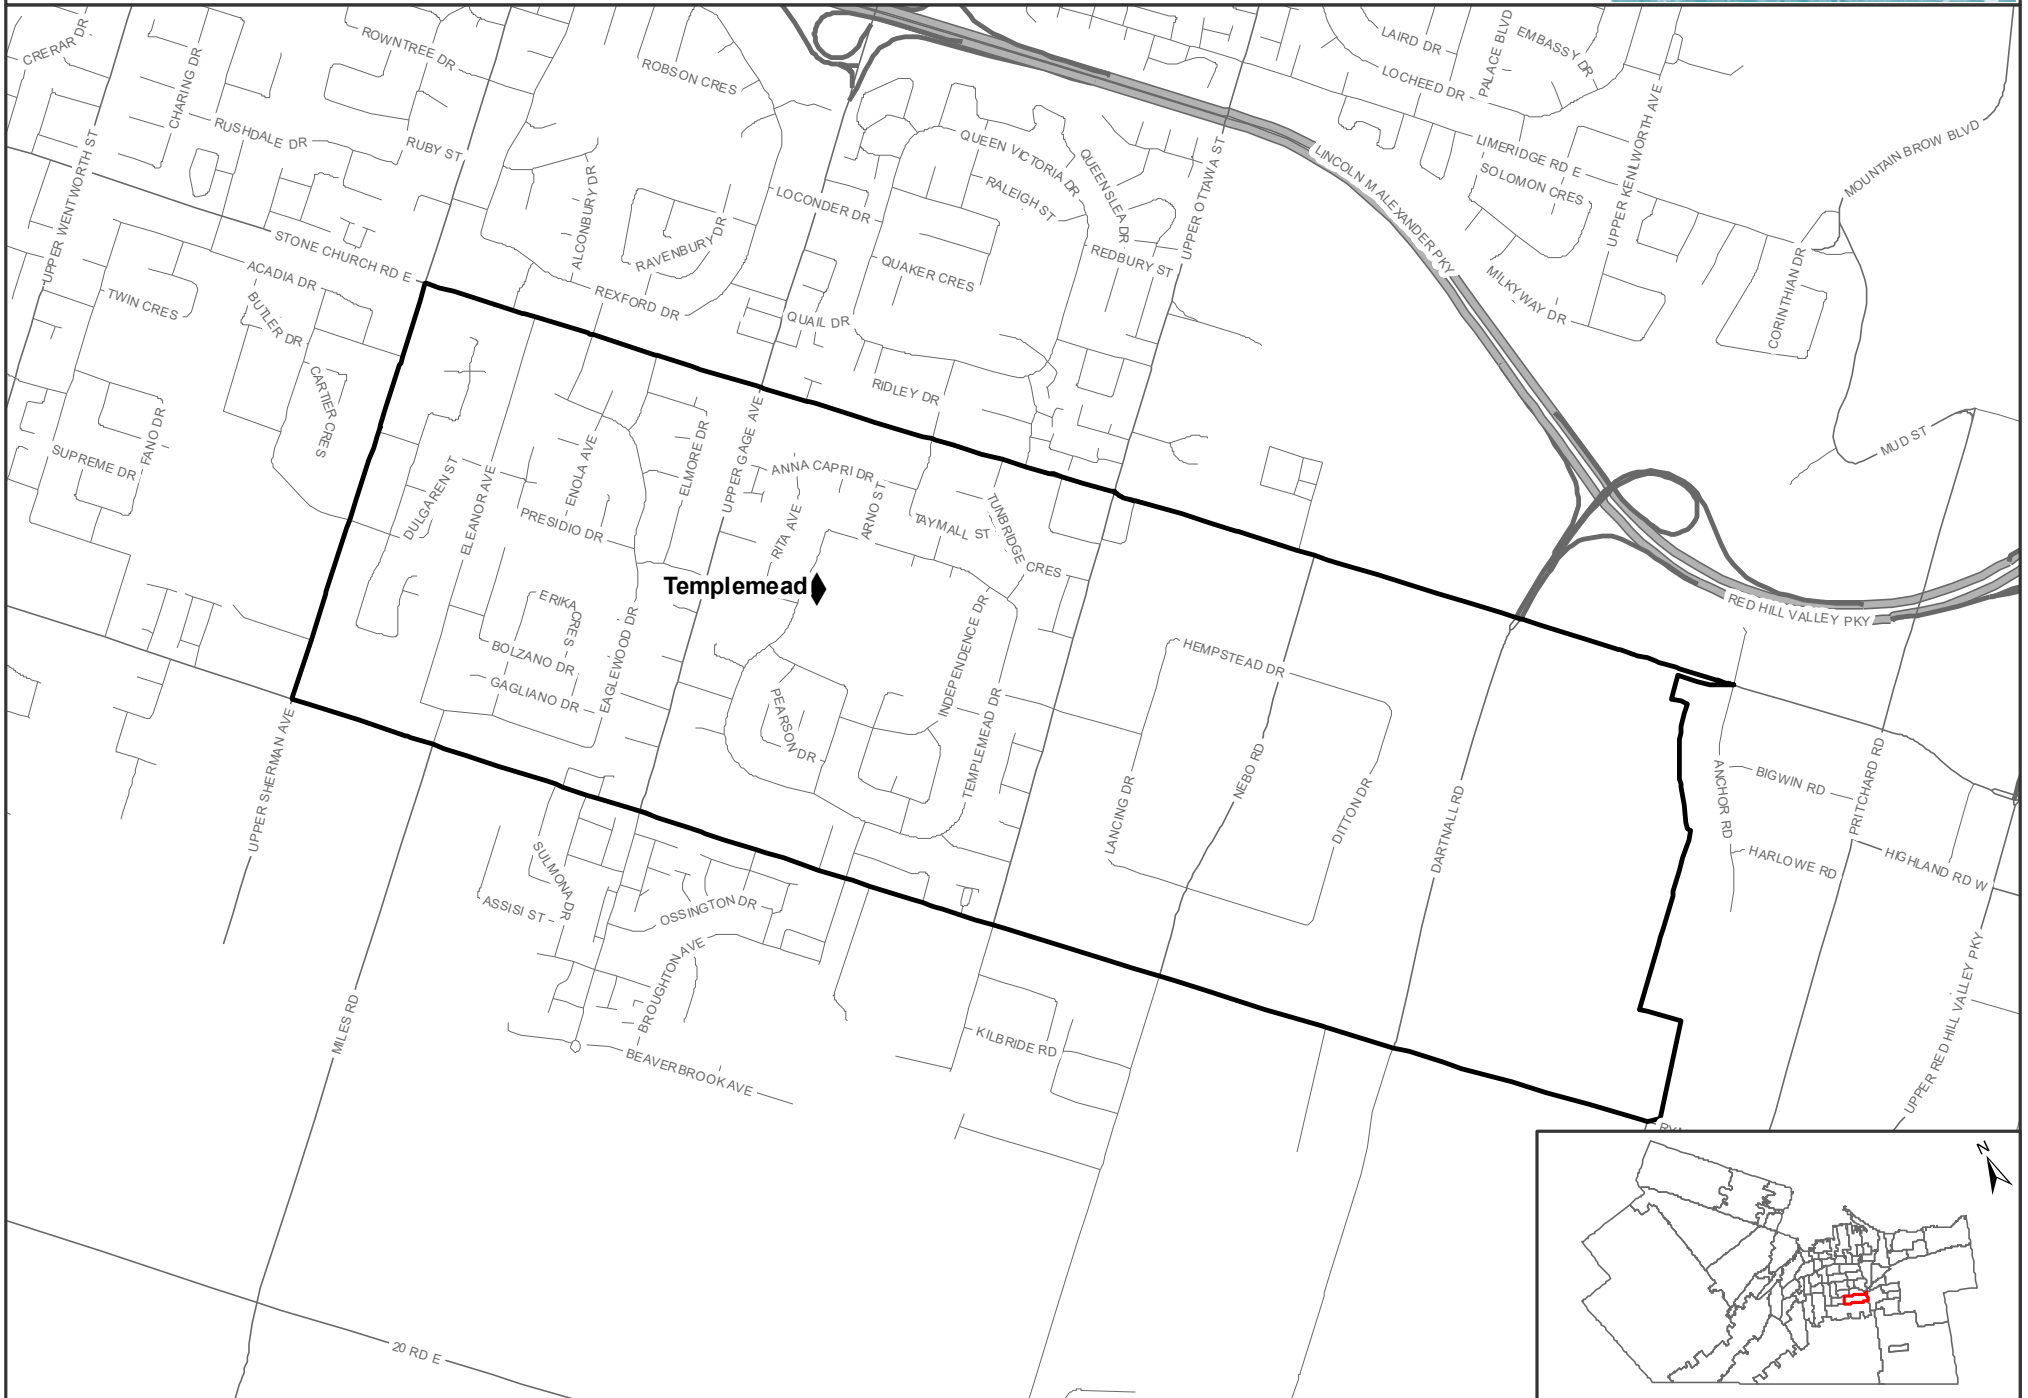 CRERAR DR
CHARING DR
ROWNTREE DR
ROBSON CRES
LAIRD DR
PALACE BLVD
EMBASSY DR
LOCHEED DR
UPPER WENTWORTH ST
RUSHDALE DR
RUBY ST
QUEEN VICTORIA DR
QUEENSLEA DR
UPPER OTTAWA ST
LINCOLN M ALEXANDER PKY
LIMERIDGE RD E
SOLOMON CRES
UPPER KENILWORTH AVE
MOUNTAIN BROW BLVD
ALCONBURY DR
LOCONDER DR
RALEIGH ST
STONE CHURCH RD E
RAVENBURY DR
REDBURY ST
ACADIA DR
QUAKER CRES
TWIN CRES
BUTLER DR
REXFORD DR
QUAIL DR
MILKYWAY DR
CORINTHIAN DR
CARTIER CRES
RIDLEY DR
FANO DR
SUPREME DR
DULGAREN ST
ELEANOR AVE
ENOLA AVE
ELMORE DR
UPPER GAGE AVE
ANNA CAPRI DR
MUD ST
PRESIDIO DR
RITA AVE
ARNO ST
TAYMALL ST
TUNBRIDGE CRES
Templemead
ERIKA CRES
RED HILL VALLEY PKY
BOLZANO DR
EAGLEWOOD DR
INDEPENDENCE DR
HEMPSTEAD DR
GAGLIANO DR
PEARSON DR
TEMPLEMEAD DR
UPPER SHERMAN AVE
NEBO RD
LANCING DR
DITTON DR
DARTNALL RD
ANCHOR RD
BIGWIN RD
PRITCHARD RD
HARLOWE RD
HIGHLAND RD W
SULMONA DR
ASSISI ST
OSSINGTON DR
BROUGHTON AVE
MILES RD
KILBRIDE RD
BEAVERBROOK AVE
UPPER RED HILL VALLEY PKY
N
20 RD E